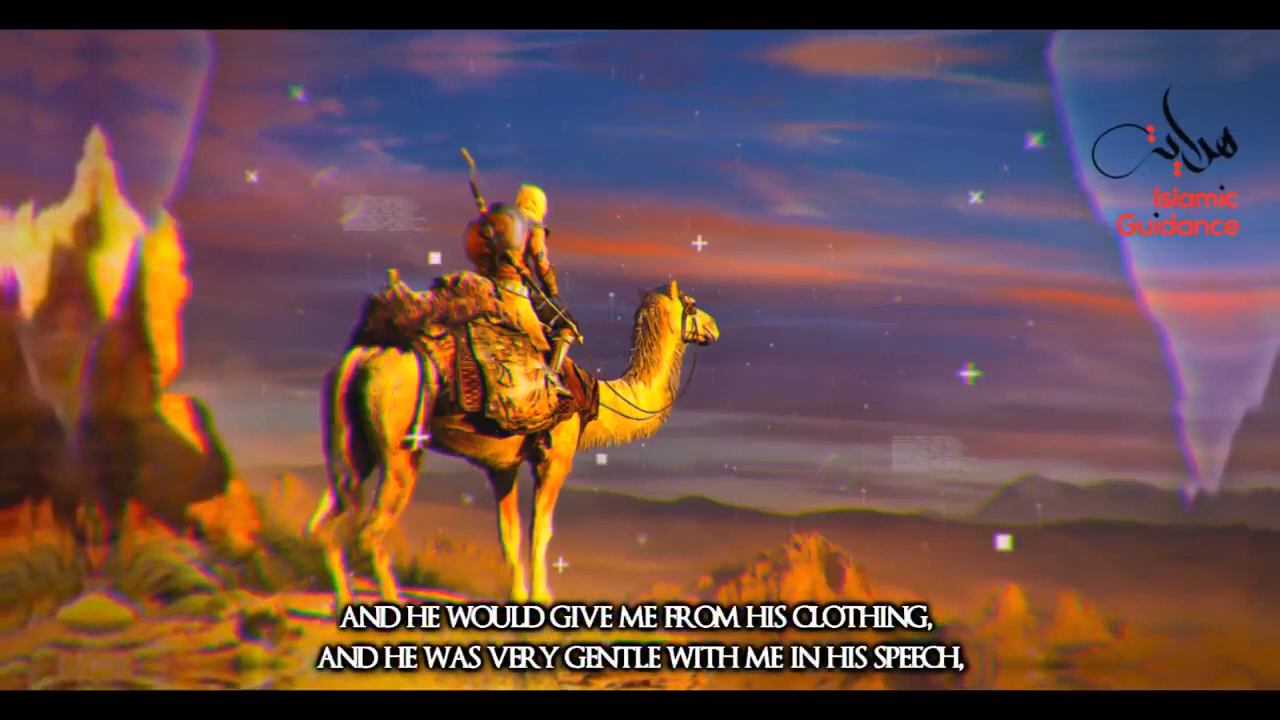 هداية
Islamic
Guidance
AND HE WOULD GIVE ME FROM HIS CLOTHING,
AND HE WAS VERY GENTLE WITH ME IN HIS SPEECH,